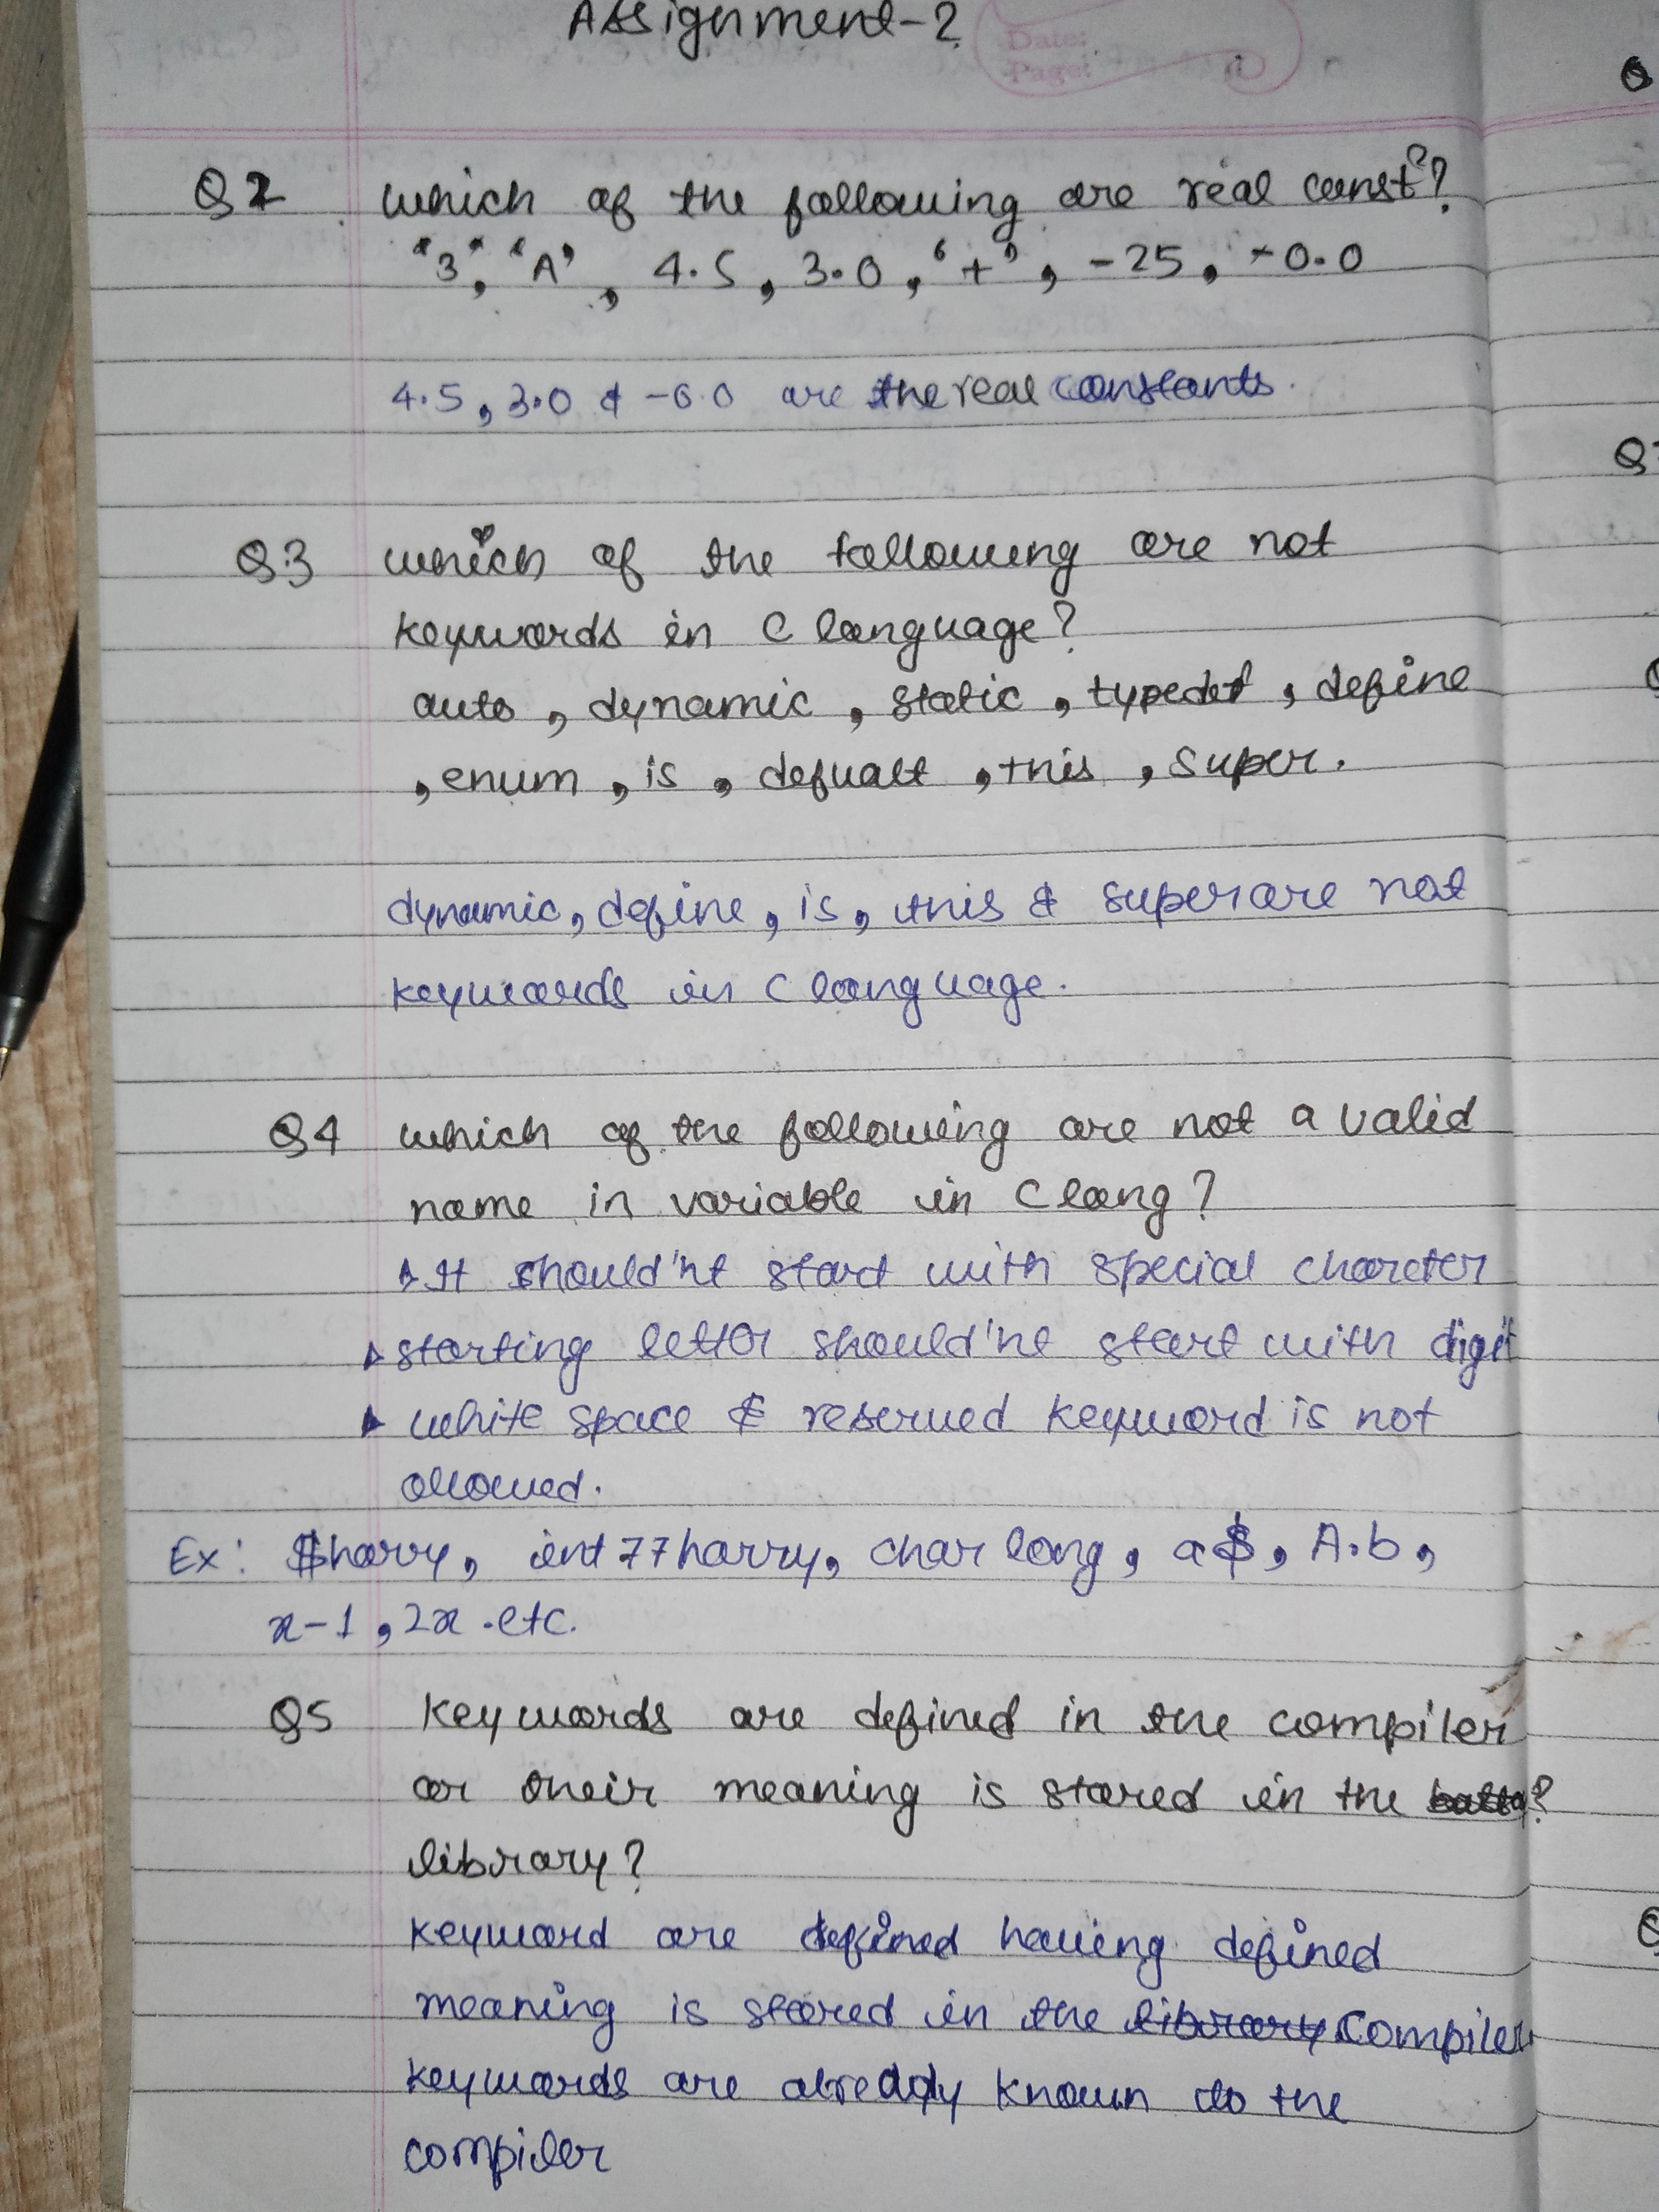 Assignment-2
Date:
Page:
Q2 which of the following are real const?
"3", 'A', 4.5, 3.0, '+', -25, -0.0
4.5, 3.0 & -0.0 are the real constants.
Q.3 which of the following are not
keywords in C language?
auto, dynamic, static, typedef, define
, enum, is, defualt, this, super.
dynamic, define, is, this & super are not
keywords in C language.
Q4 which of the following are not a valid
name in variable in C lang?
It should'nt start with special charcter
starting letter should'nt start with digit
white space & reserved keyword is not
allowed.
Ex: $harry, int 77harry, char long, a$, A.b,
x-1, 2x.etc.
Q5 keywords are defined in the compiler
or their meaning is stored in the ?
library?
keyword are defined having defined
meaning is stored in the library compiler
keywords are already known to the
compiler